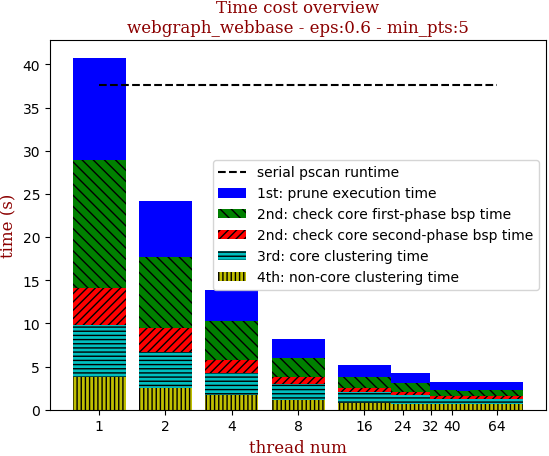 Time cost overview
webgraph_webbase - eps:0.6 - min_pts:5
time (s)
40
35
30
25
20
15
10
5
0
serial pscan runtime
1st: prune execution time
2nd: check core first-phase bsp time
2nd: check core second-phase bsp time
3rd: core clustering time
4th: non-core clustering time
1 2 4 8 16 24 32 40 64
thread num